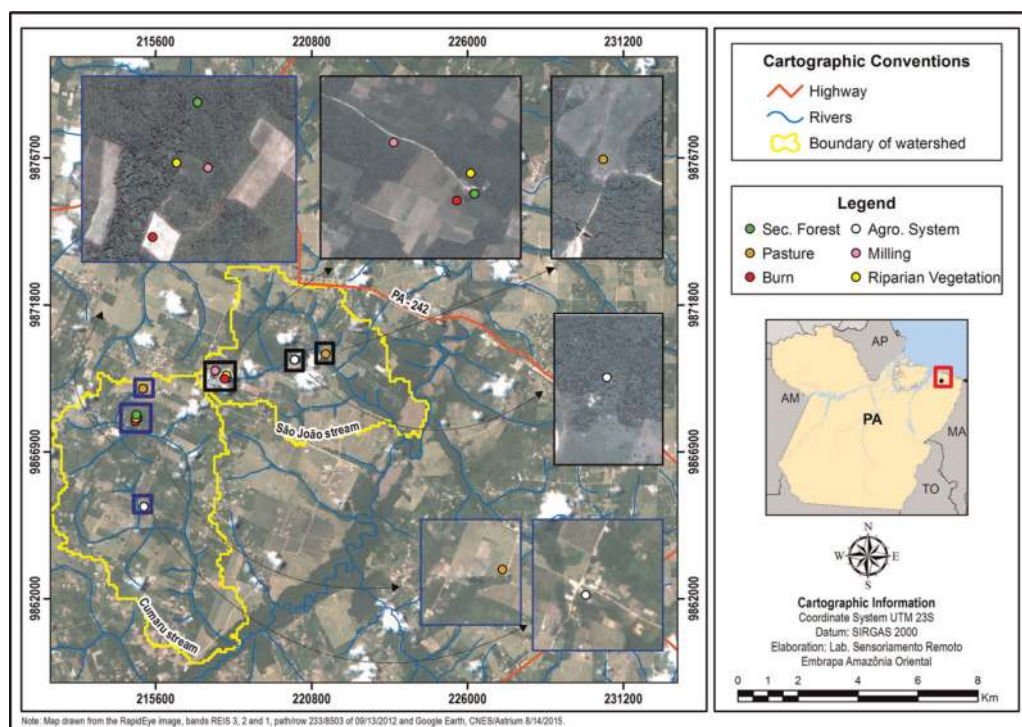 215600 220800 226000 231200
9876700
9871800
9866900
9862000
9876700
9871800
9866900
9862000
PA - 242
São João stream
Cumaru stream
215600 220800 226000 231200
Note: Map drawn from the RapidEye image, bands REIS 3, 2 and 1, path/row 233/8503 of 09/13/2012 and Google Earth, CNES/Astrium 8/14/2015.
Cartographic Conventions
Highway
Rivers
Boundary of watershed
Legend
Sec. Forest Agro. System
Pasture Milling
Burn Riparian Vegetation
AP
AM
PA
MA
TO
N
W E
S
Cartographic Information
Coordinate System UTM 23S
Datum: SIRGAS 2000
Elaboration: Lab. Sensoriamento Remoto
Embrapa Amazônia Oriental
0 2 4 6 8
Km